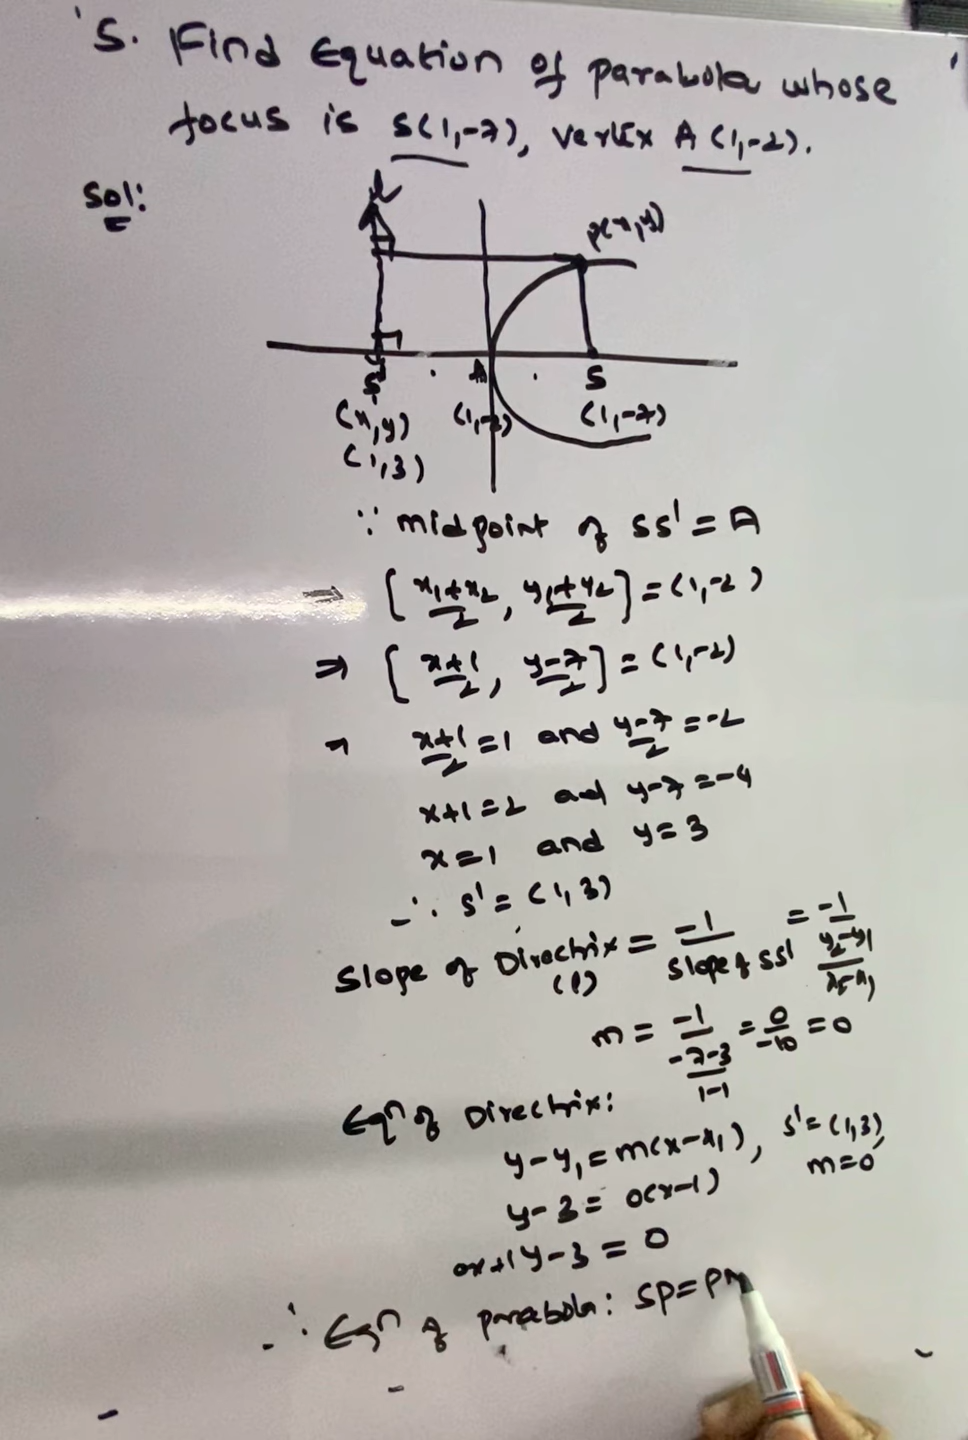 5. Find Equation of parabola whose
focus is S(1,-7), vertex A(1,-2).
Sol:
l
P(x,y)
S' A S
(x,y) (1,-2) (1,-7)
(1,3)
∵ midpoint of SS' = A
⇒ [x₁+x₂/2, y₁+y₂/2] = (1,-2)
⇒ [x+1/2, y-7/2] = (1,-2)
→ x+1/2 = 1 and y-7/2 = -2
x+1=2 and y-7=-4
x=1 and y=3
∴ S' = (1,3)
Slope of Directrix (l) = -1/slope of SS' = -1/(y₂-y₁/x₂-x₁)
m = -1/(-7-3/1-1) = 0/-10 = 0
Eqn of Directrix:
y-y₁ = m(x-x₁), S'=(1,3), m=0
y-3 = 0(x-1)
0x+1y-3 = 0
∴ Eqn of parabola: SP=PM